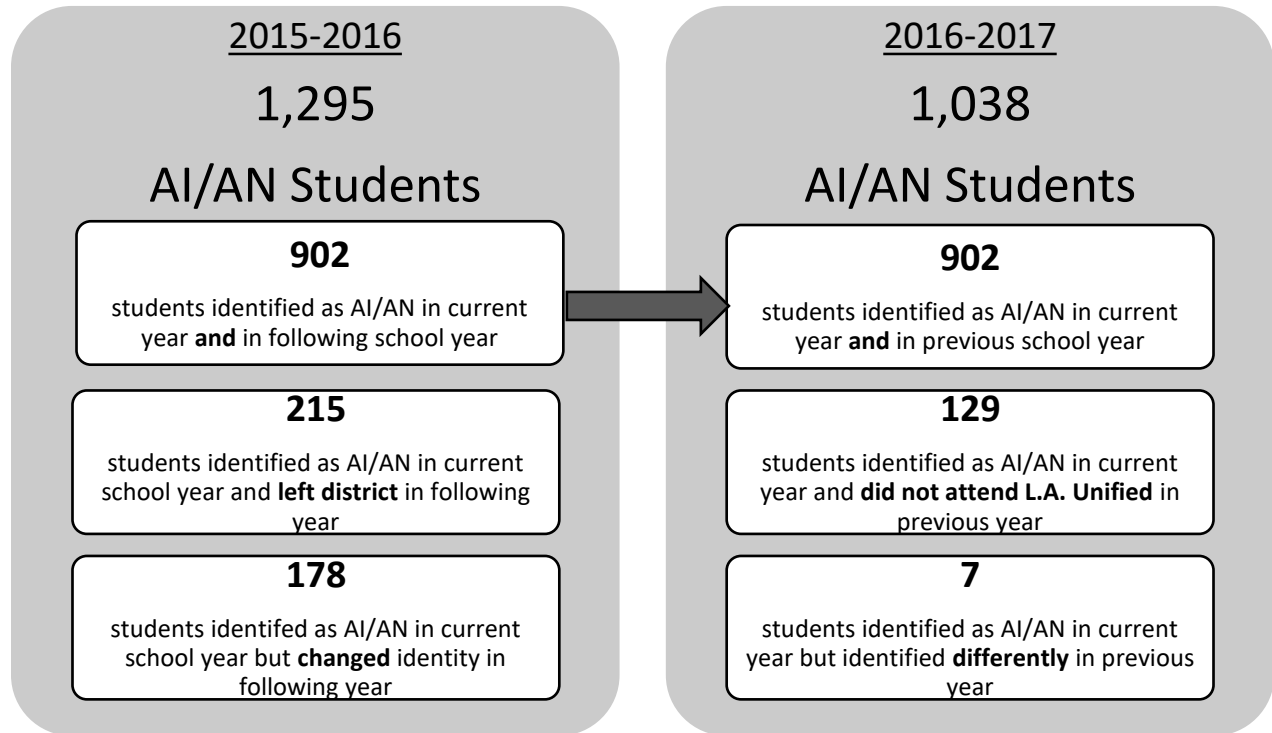 2015-2016
1,295
AI/AN Students
902
students identified as AI/AN in current
year and in following school year
215
students identified as AI/AN in current
school year and left district in following
year
178
students identifed as AI/AN in current
school year but changed identity in
following year
2016-2017
1,038
AI/AN Students
902
students identified as AI/AN in current
year and in previous school year
129
students identified as AI/AN in current
year and did not attend L.A. Unified in
previous year
7
students identified as AI/AN in current
year but identified differently in previous
year